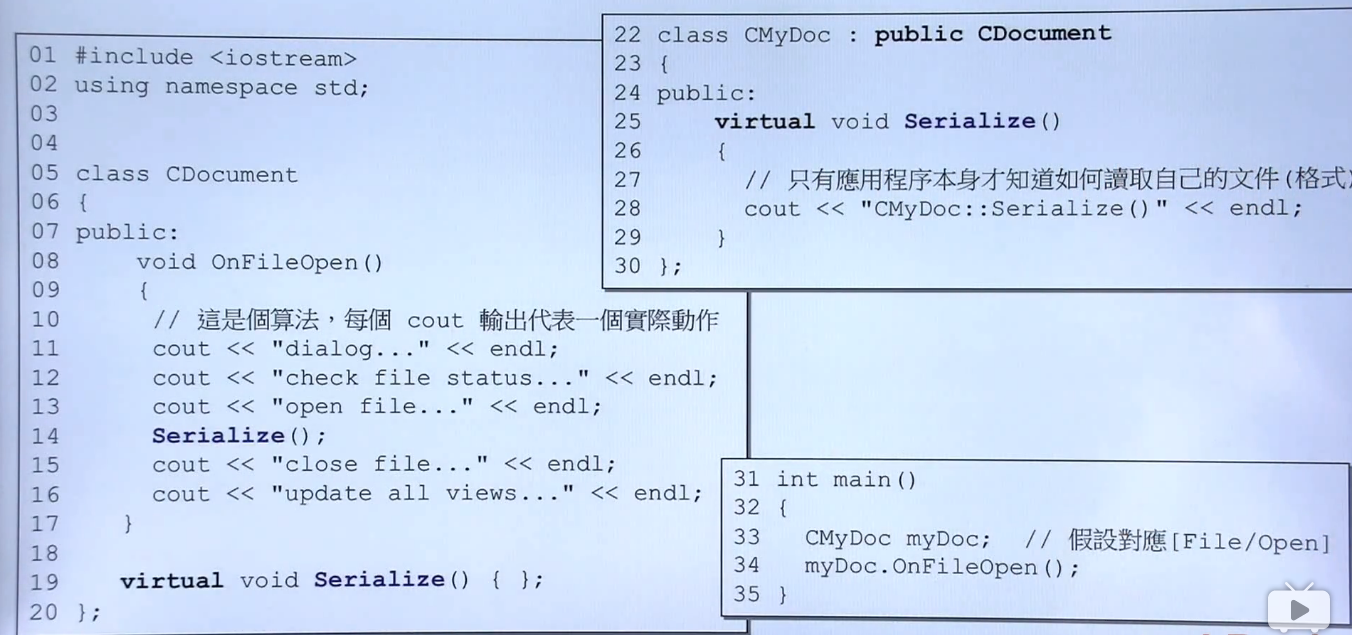 01 #include <iostream>
02 using namespace std;
03
04
05 class CDocument
06 {
07 public:
08     void OnFileOpen()
09     {
10      // 這是個算法，每個 cout 輸出代表一個實際動作
11      cout << "dialog..." << endl;
12      cout << "check file status..." << endl;
13      cout << "open file..." << endl;
14      Serialize();
15      cout << "close file..." << endl;
16      cout << "update all views..." << endl;
17    }
18
19    virtual void Serialize() { };
20 };
22 class CMyDoc : public CDocument
23 {
24 public:
25     virtual void Serialize()
26     {
27       // 只有應用程序本身才知道如何讀取自己的文件(格式)
28       cout << "CMyDoc::Serialize()" << endl;
29     }
30 };
31 int main()
32 {
33   CMyDoc myDoc;  // 假設對應[File/Open]
34   myDoc.OnFileOpen();
35 }